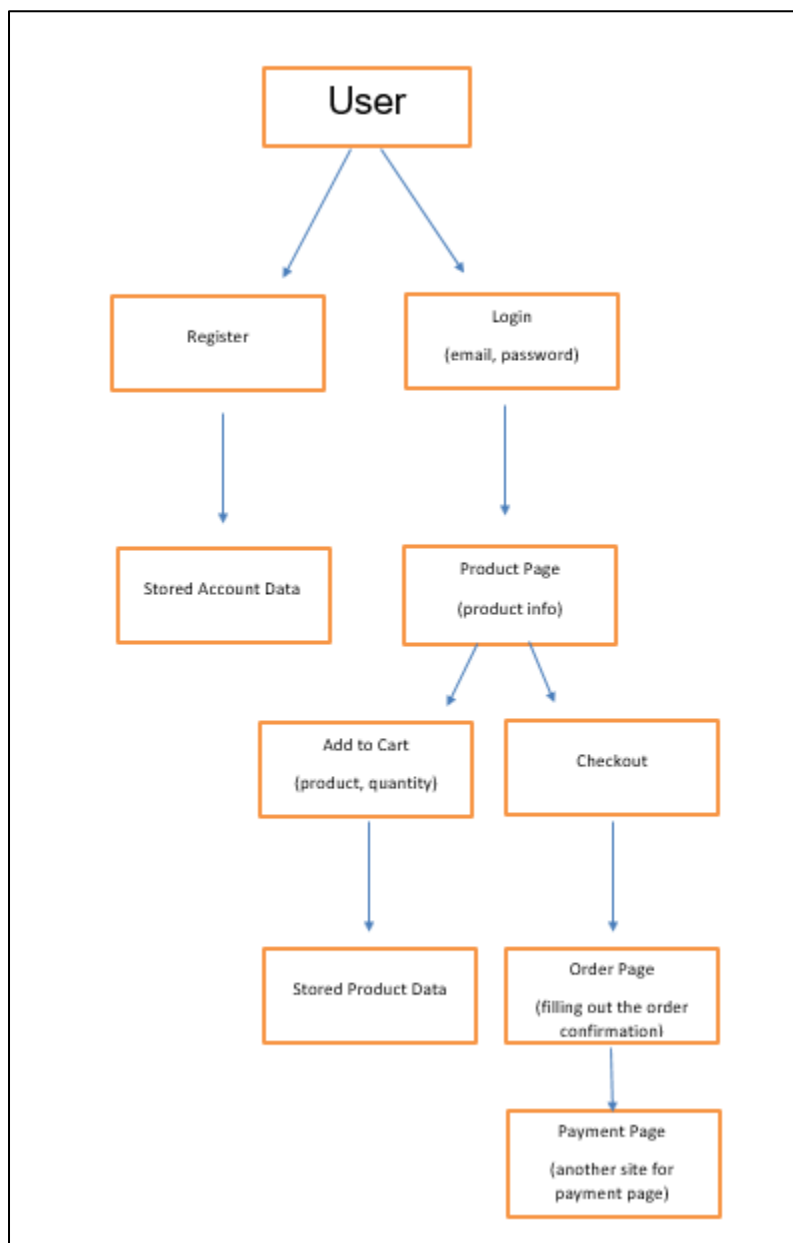 User
Register
Login
(email, password)
Stored Account Data
Product Page
(product info)
Add to Cart
(product, quantity)
Checkout
Stored Product Data
Order Page
(filling out the order
confirmation)
Payment Page
(another site for
payment page)